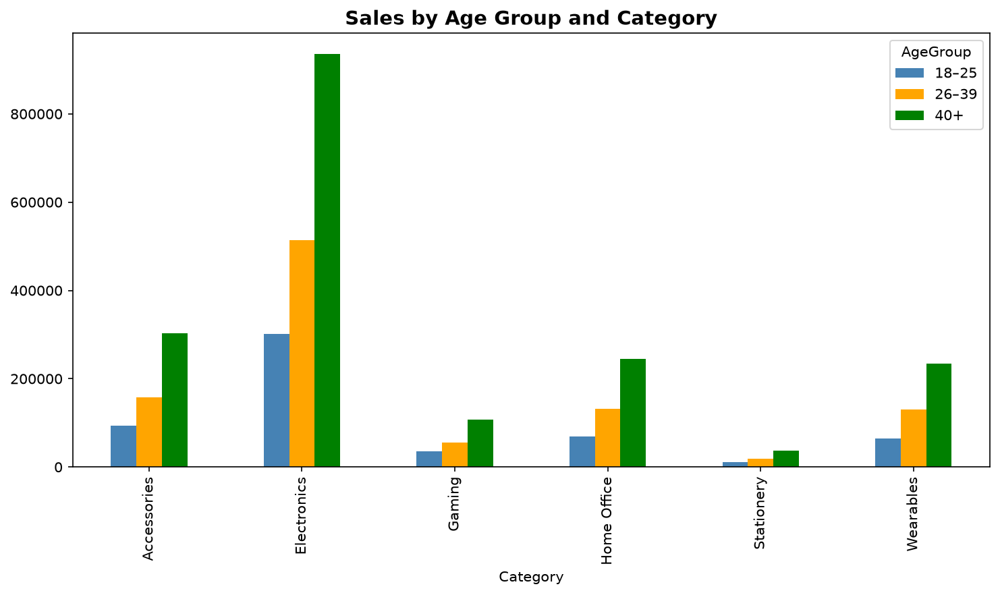 Sales by Age Group and Category
AgeGroup
18–25
26–39
40+
800000
600000
400000
200000
0
Accessories
Electronics
Gaming
Home Office
Stationery
Wearables
Category